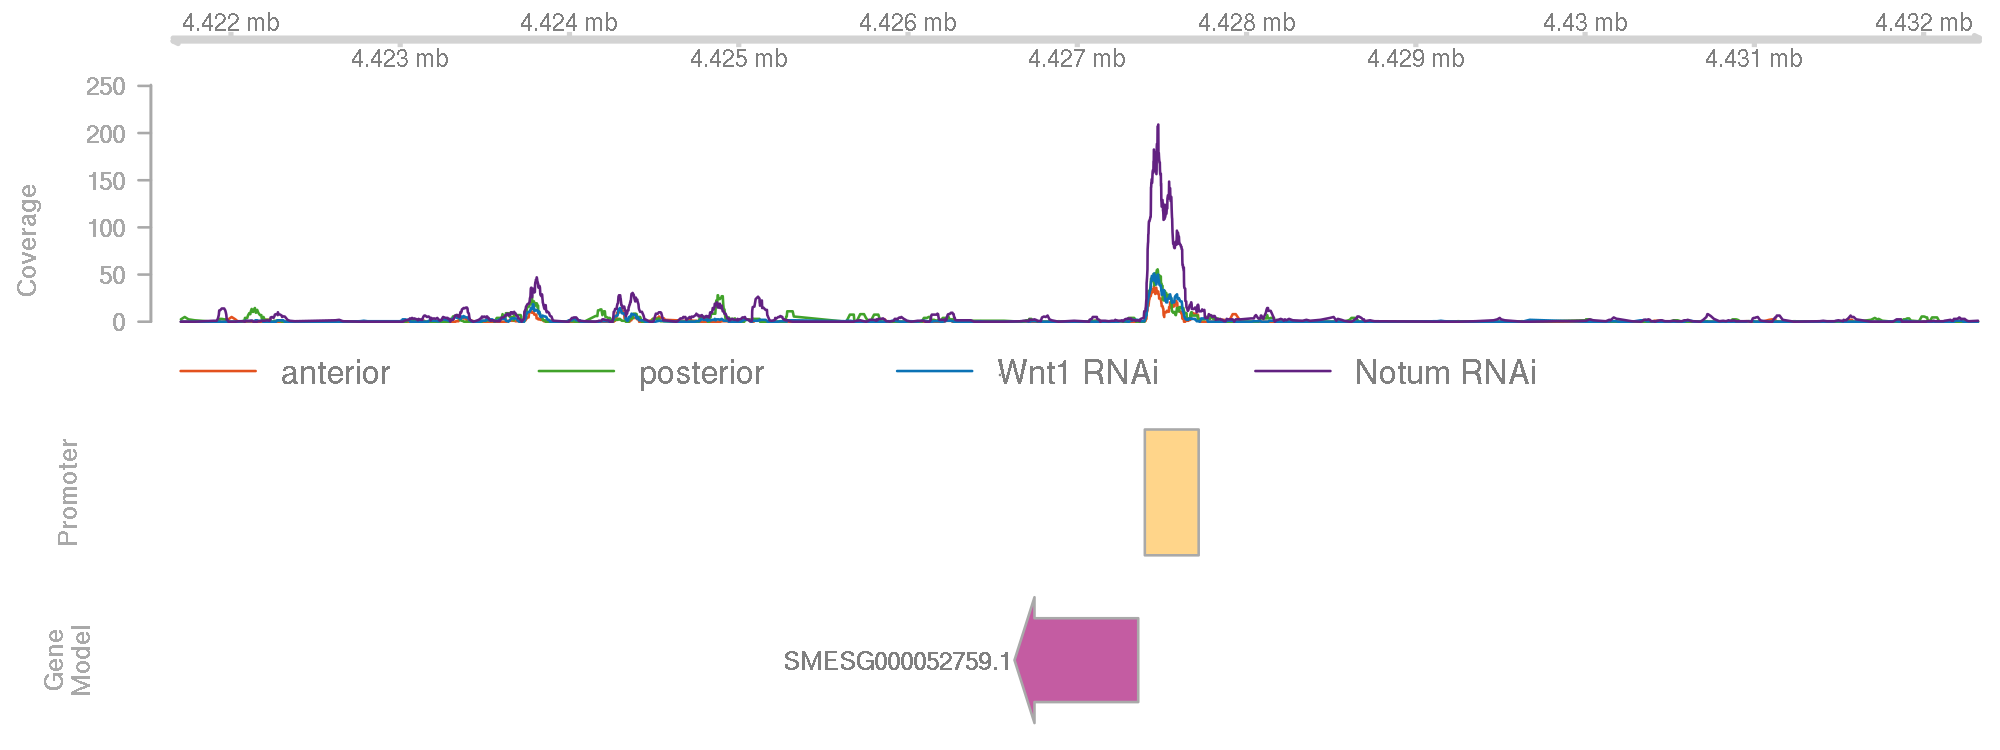 4.422 mb 4.424 mb 4.426 mb 4.428 mb 4.43 mb 4.432 mb
4.423 mb 4.425 mb 4.427 mb 4.429 mb 4.431 mb
250
200
150
100
50
0
Coverage
anterior posterior Wnt1 RNAi Notum RNAi
Promoter
Gene
Model
SMESG000052759.1